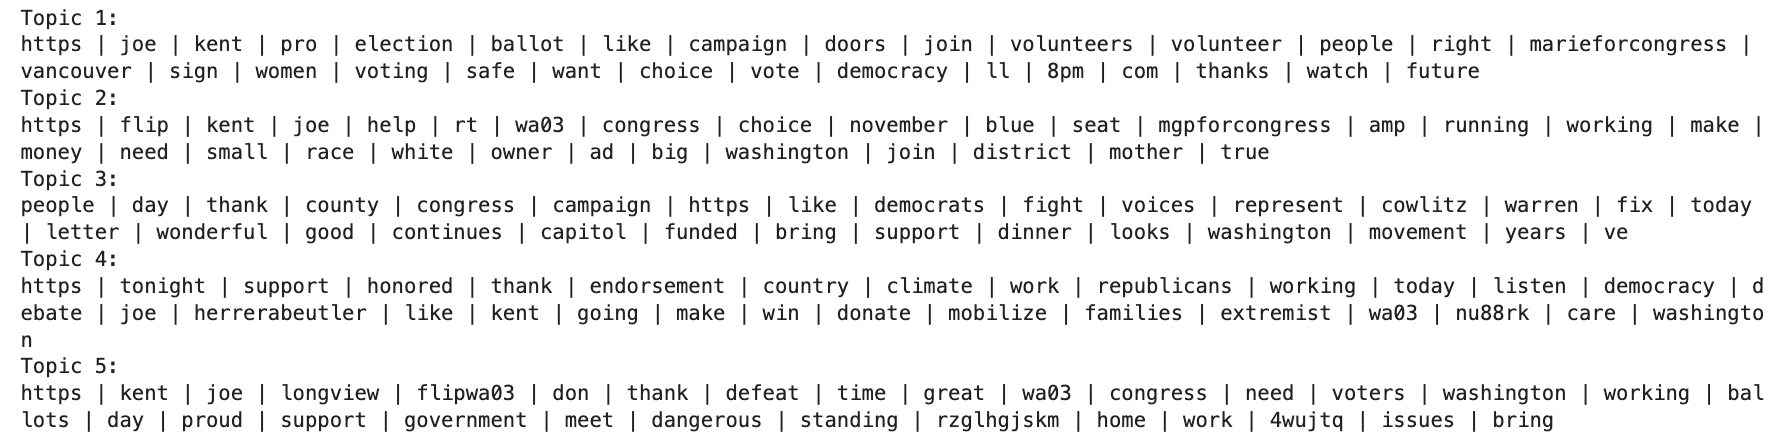 Topic 1:
https | joe | kent | pro | election | ballot | like | campaign | doors | join | volunteers | volunteer | people | right | marieforcongress |
vancouver | sign | women | voting | safe | want | choice | vote | democracy | ll | 8pm | com | thanks | watch | future
Topic 2:
https | flip | kent | joe | help | rt | wa03 | congress | choice | november | blue | seat | mgpforcongress | amp | running | working | make |
money | need | small | race | white | owner | ad | big | washington | join | district | mother | true
Topic 3:
people | day | thank | county | congress | campaign | https | like | democrats | fight | voices | represent | cowlitz | warren | fix | today
| letter | wonderful | good | continues | capitol | funded | bring | support | dinner | looks | washington | movement | years | ve
Topic 4:
https | tonight | support | honored | thank | endorsement | country | climate | work | republicans | working | today | listen | democracy | d
ebate | joe | herrerabeutler | like | kent | going | make | win | donate | mobilize | families | extremist | wa03 | nu88rk | care | washingto
n
Topic 5:
https | kent | joe | longview | flipwa03 | don | thank | defeat | time | great | wa03 | congress | need | voters | washington | working | bal
lots | day | proud | support | government | meet | dangerous | standing | rzglhgjskm | home | work | 4wujtq | issues | bring